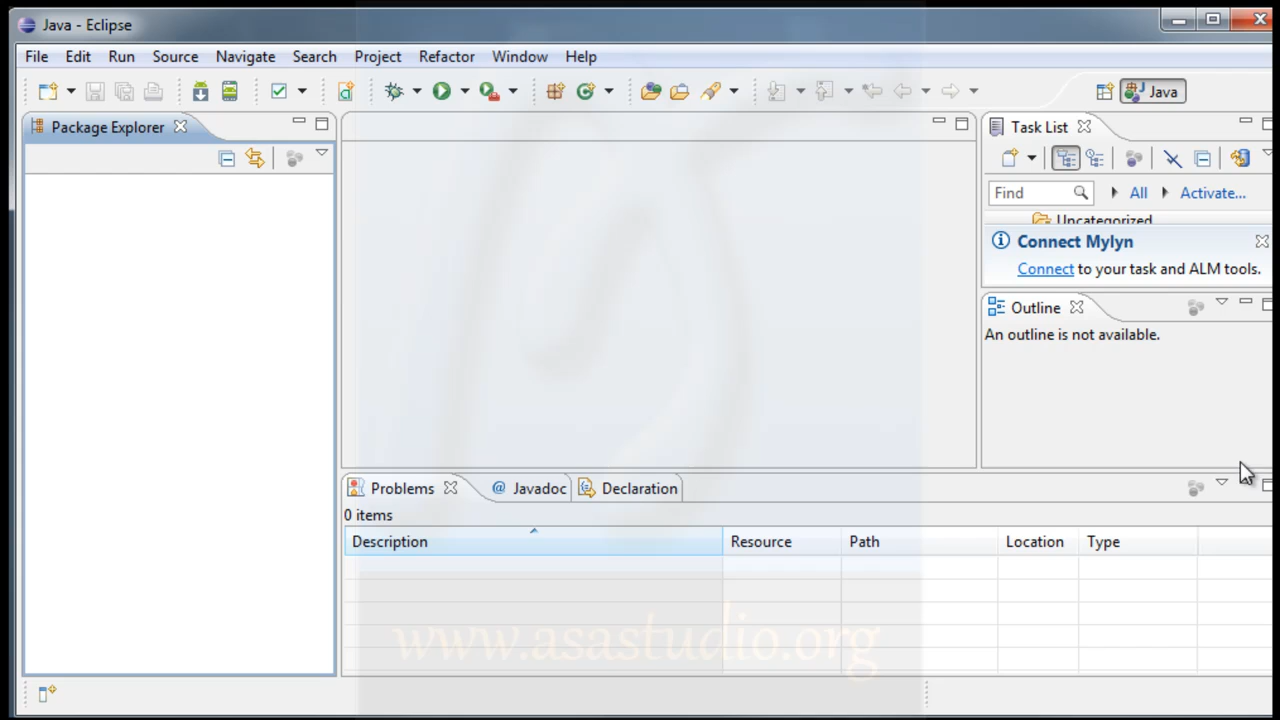 Java - Eclipse
File Edit Run Source Navigate Search Project Refactor Window Help
Java
Package Explorer
Task List
Find All Activate...
Uncategorized
Connect Mylyn
Connect to your task and ALM tools.
Outline
An outline is not available.
Problems @ Javadoc Declaration
0 items
Description Resource Path Location Type
www.asastudio.org